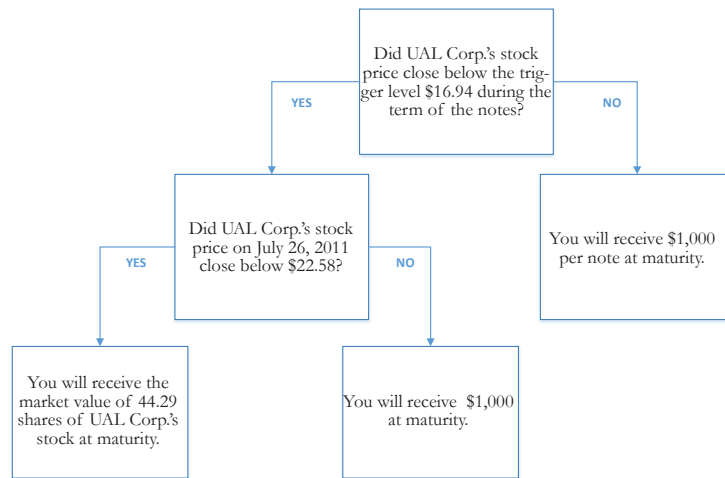 Did UAL Corp.'s stock
price close below the trig-
ger level $16.94 during the
term of the notes?
YES
NO
Did UAL Corp.'s stock
price on July 26, 2011
close below $22.58?
You will receive $1,000
per note at maturity.
YES
NO
You will receive the
market value of 44.29
shares of UAL Corp.'s
stock at maturity.
You will receive $1,000
at maturity.